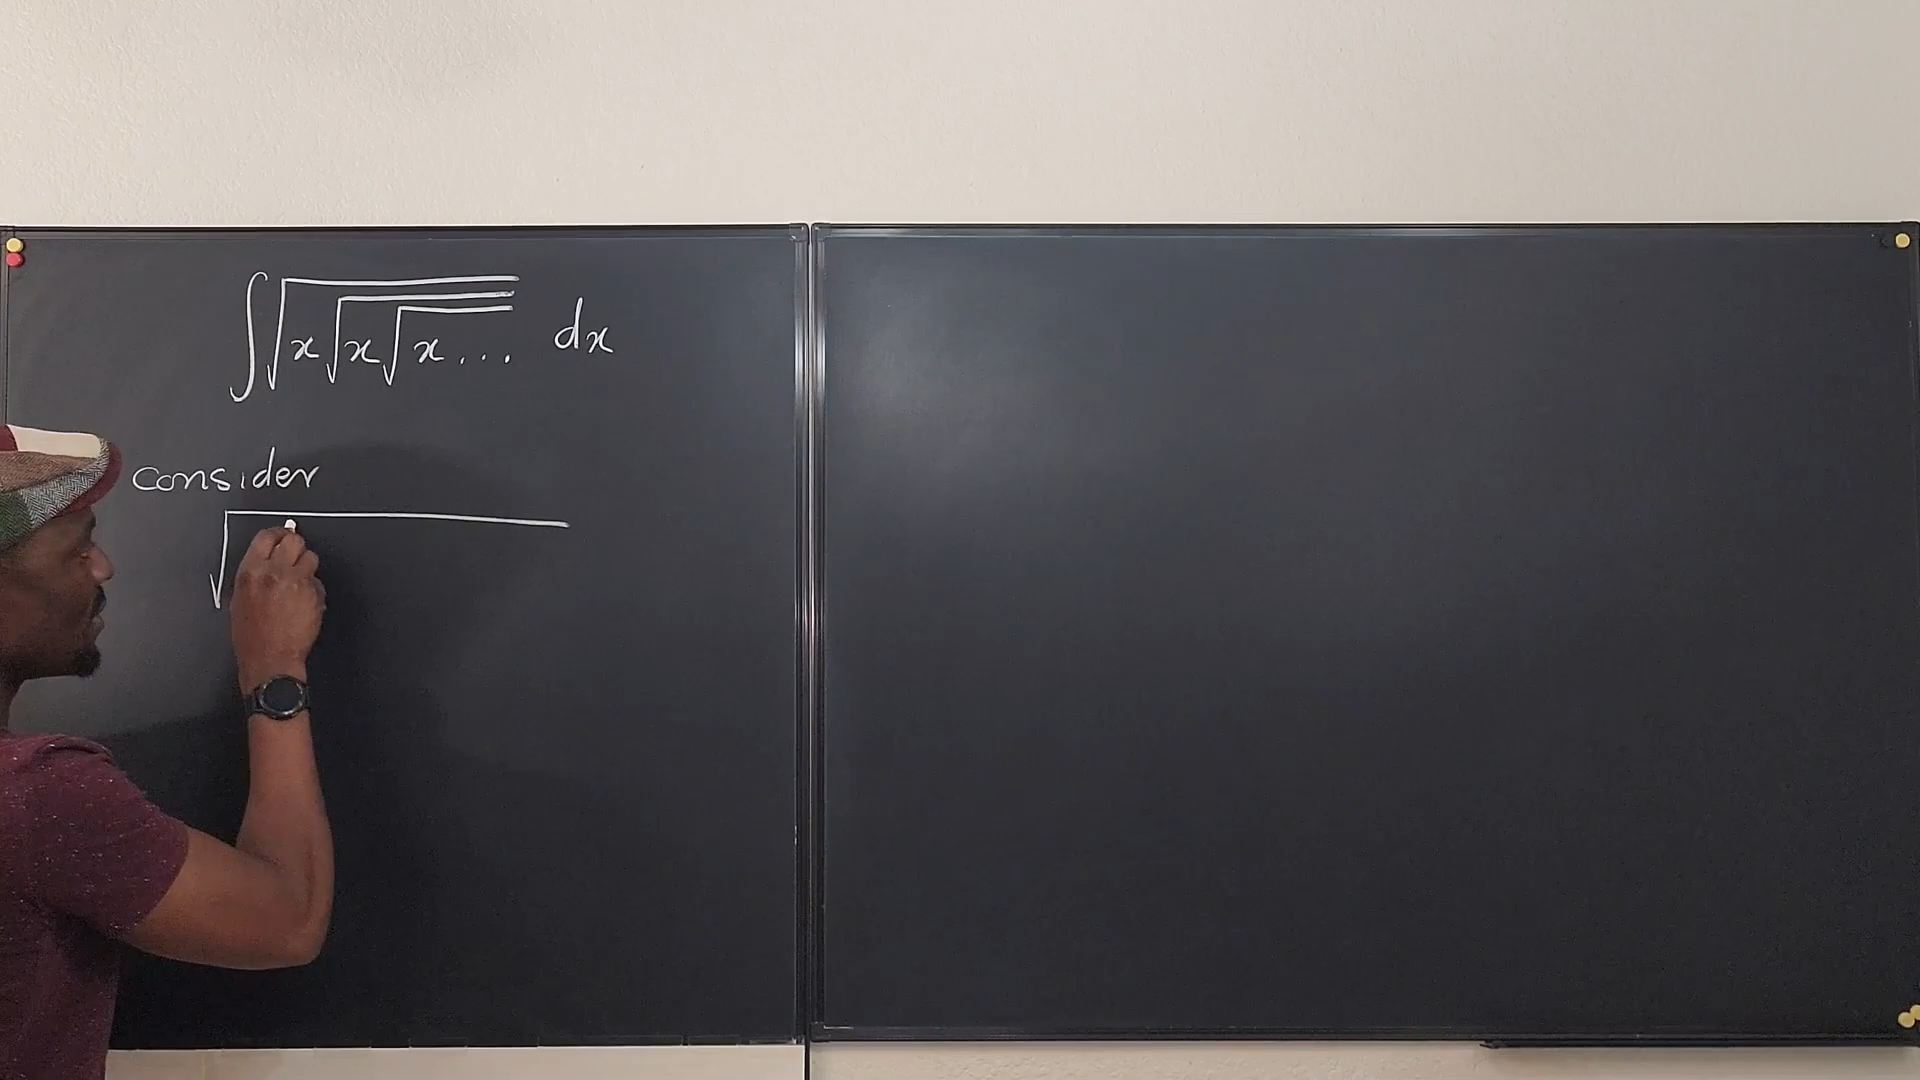 ∫√x√x√x... dx
consider
√